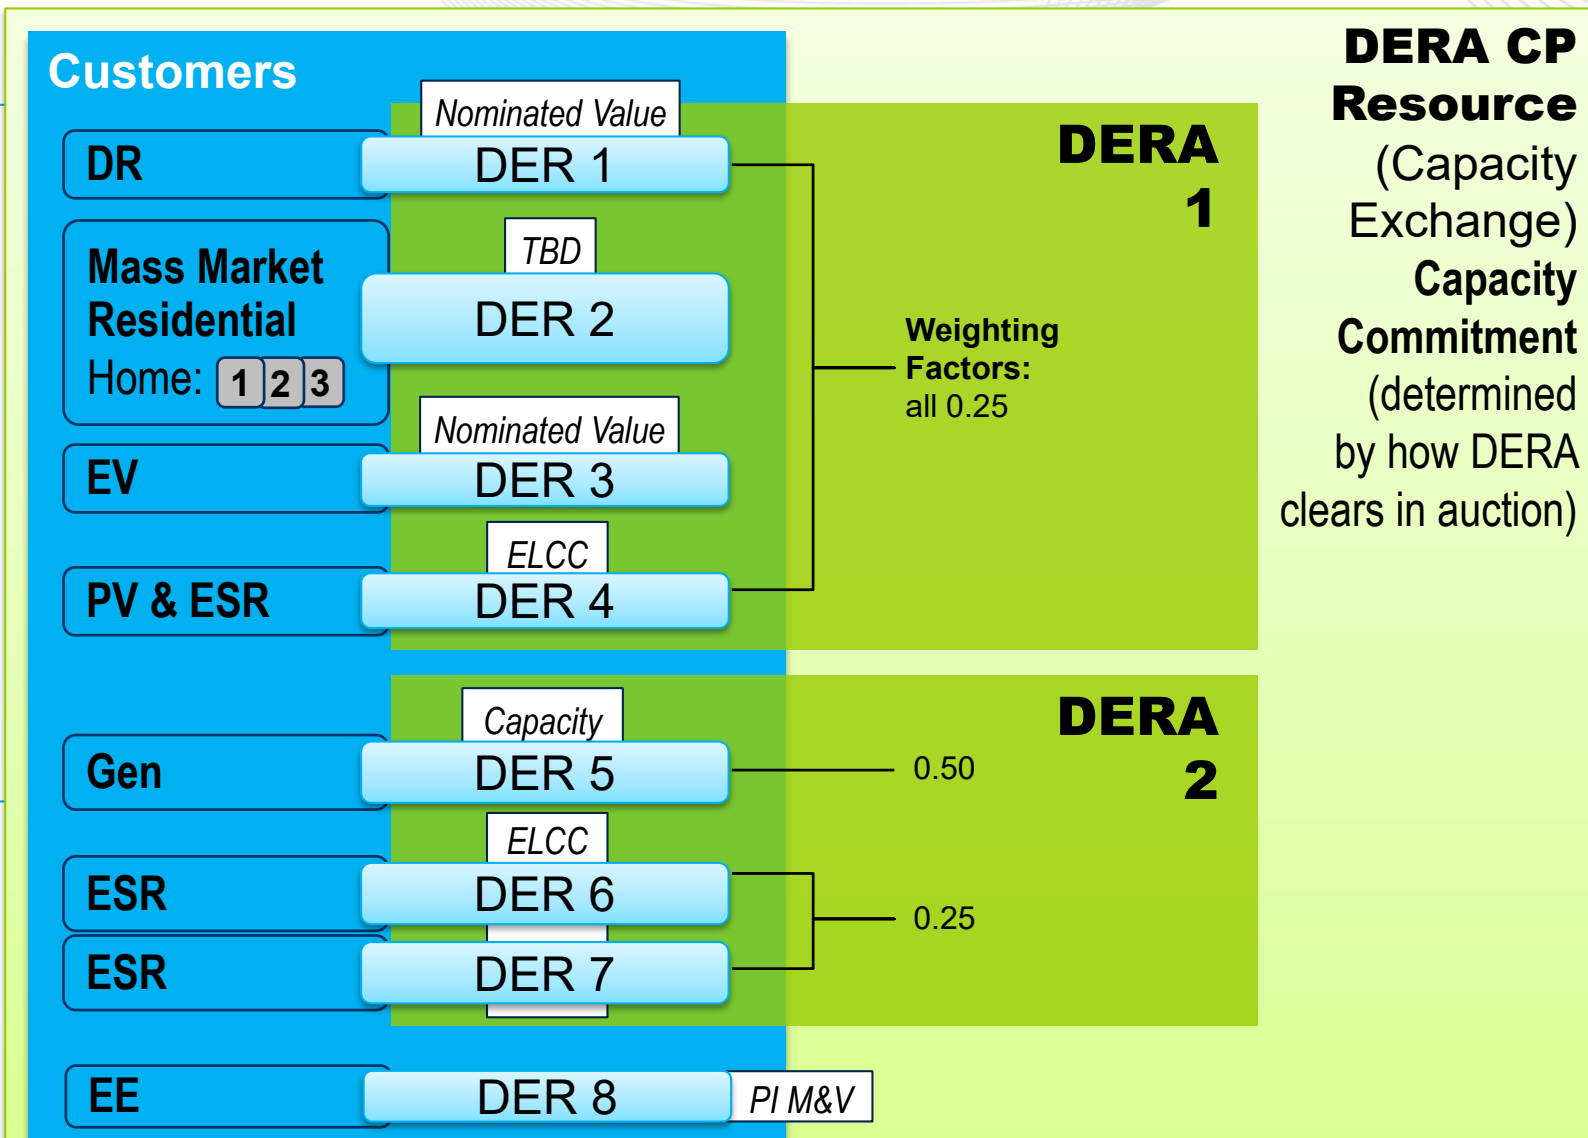 Customers
Nominated Value
DR
DER 1
TBD
Mass Market
Residential
Home: 1 2 3
DER 2
Nominated Value
EV
DER 3
ELCC
PV & ESR
DER 4
Weighting
Factors:
all 0.25
DERA
1
Capacity
Gen
DER 5
0.50
ELCC
ESR
DER 6
0.25
ESR
DER 7
DERA
2
EE
DER 8
PI M&V
DERA CP
Resource
(Capacity
Exchange)
Capacity
Commitment
(determined
by how DERA
clears in auction)